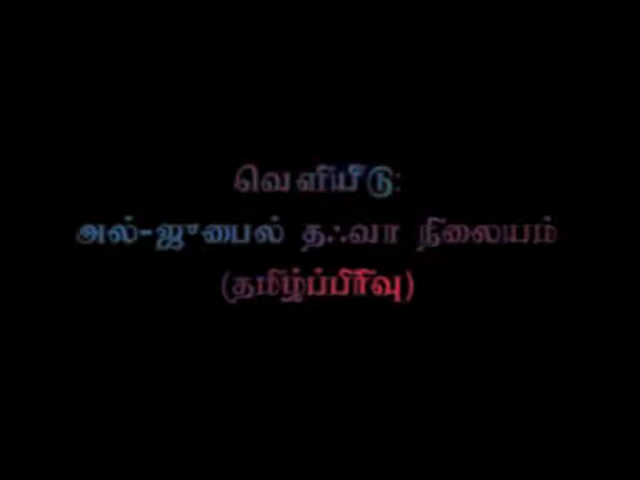 வெளியீடு:
அல்-ஜுபைல் தஃவா நிலையம்
(தமிழ்ப்பிரிவு)